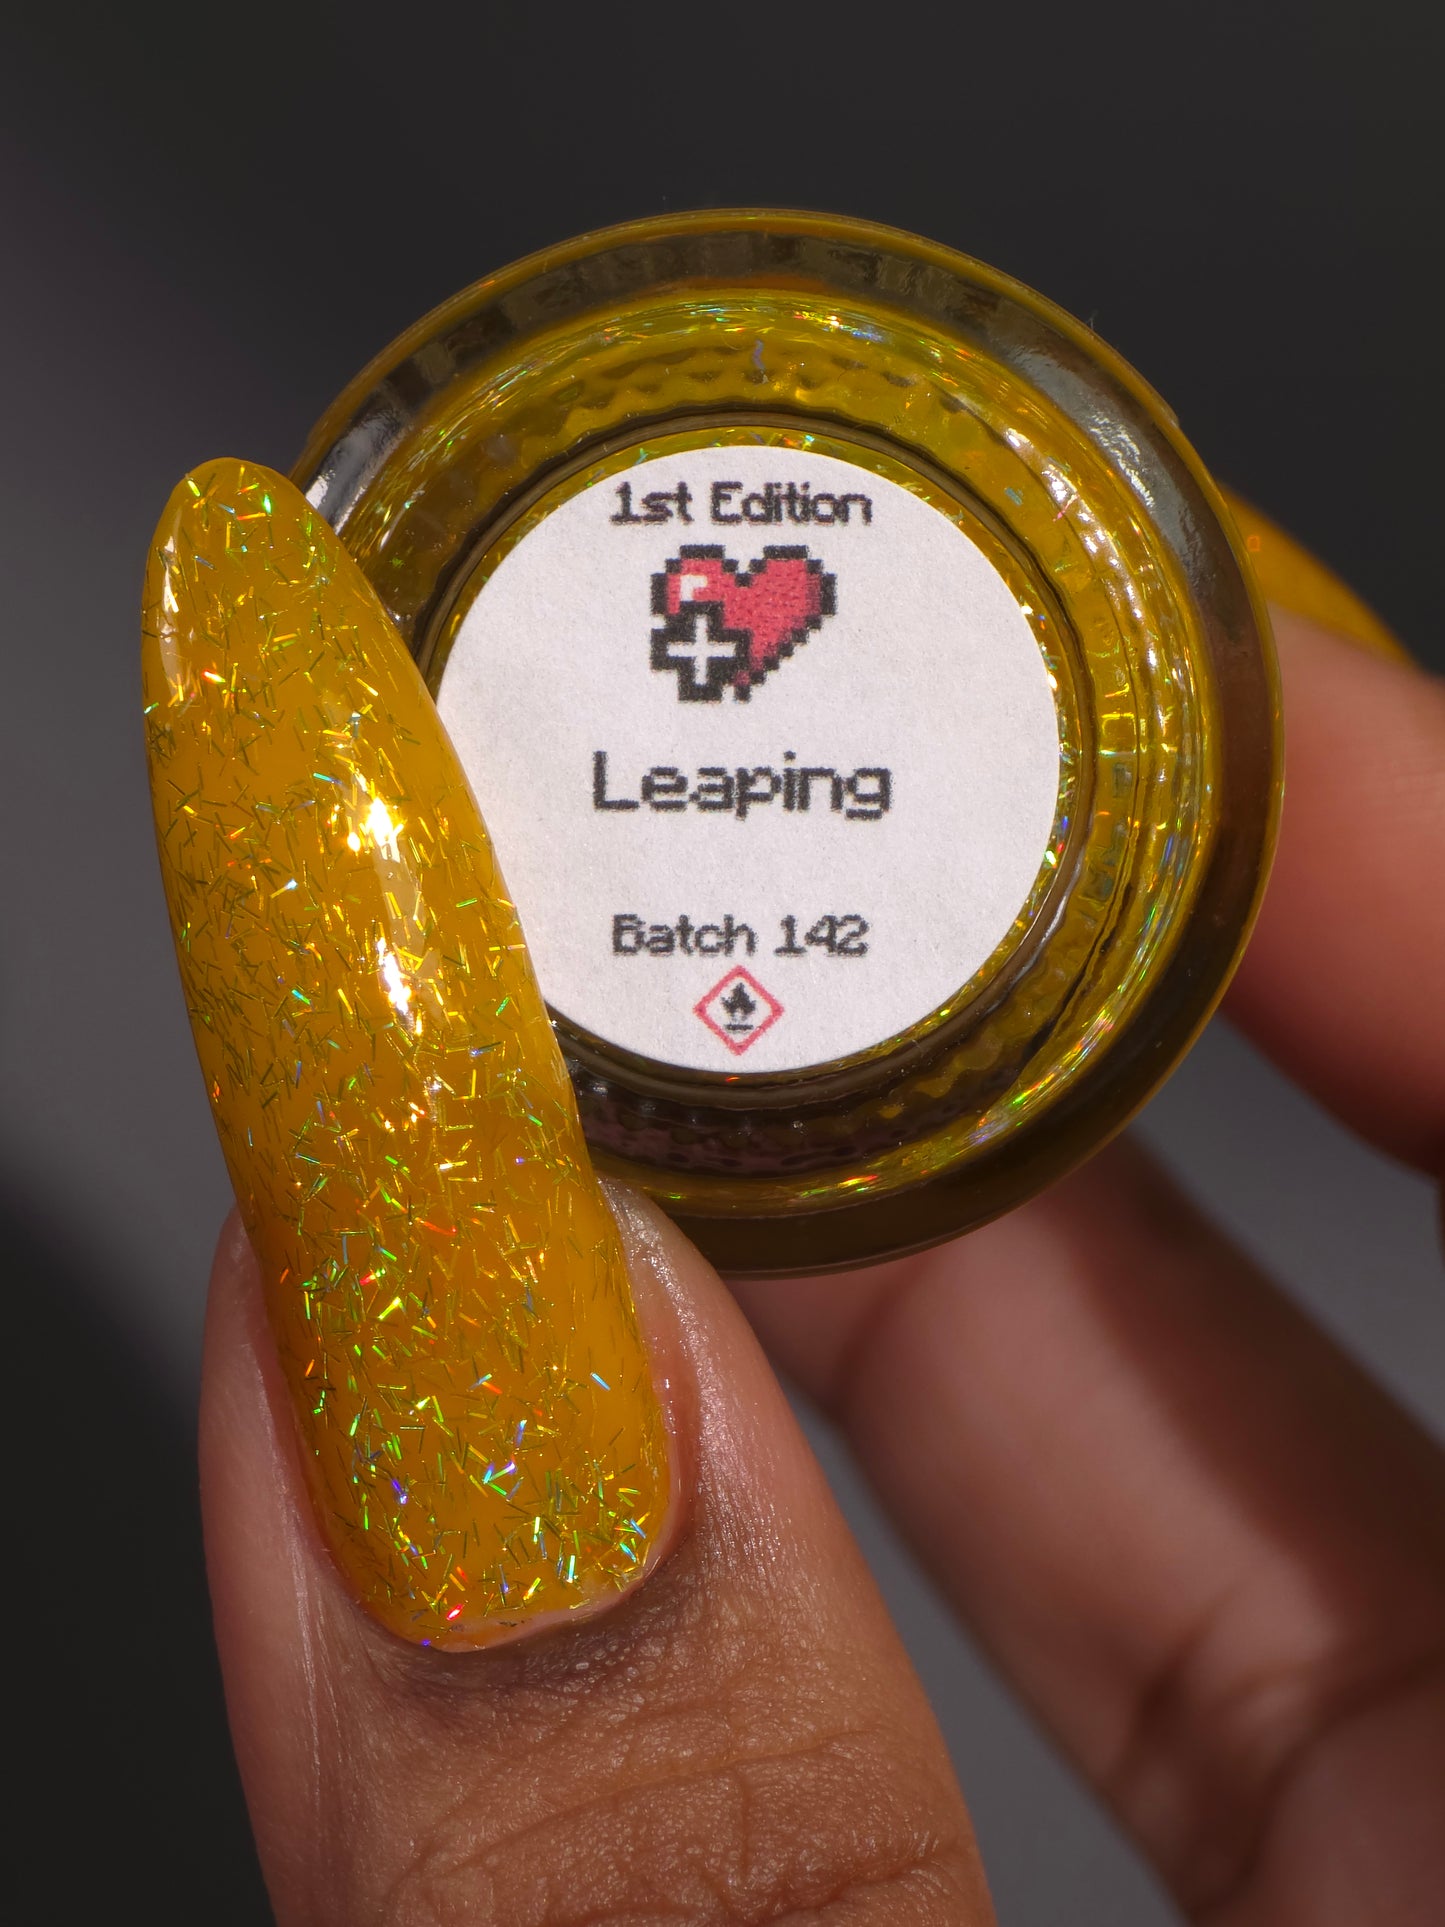 1st Edition
Leaping
Batch 142